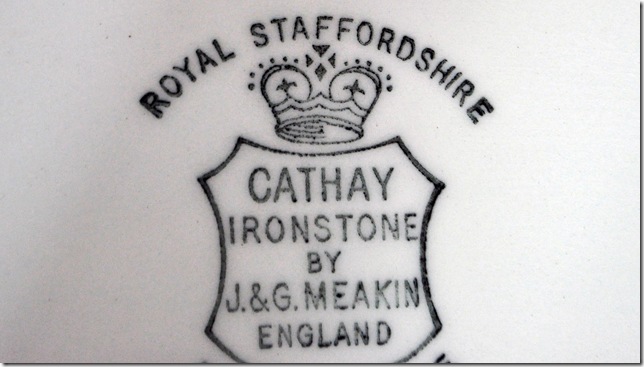 ROYAL STAFFORDSHIRE
CATHAY
IRONSTONE
BY
J.&G. MEAKIN
ENGLAND